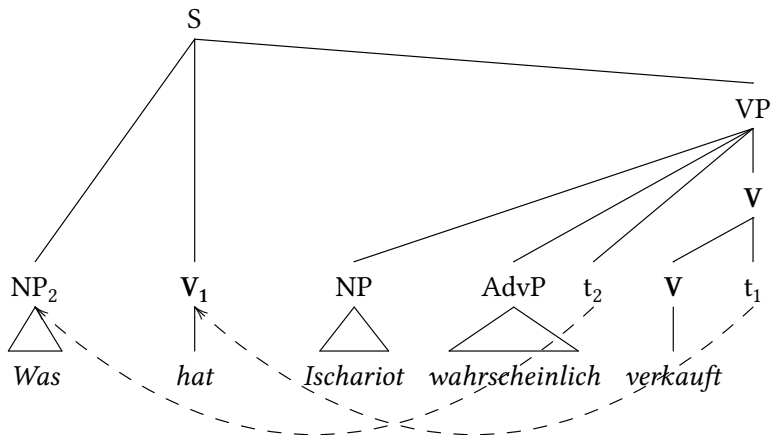 S
VP
V
NP₂ V₁ NP AdvP t₂ V t₁
Was hat Ischariot wahrscheinlich verkauft